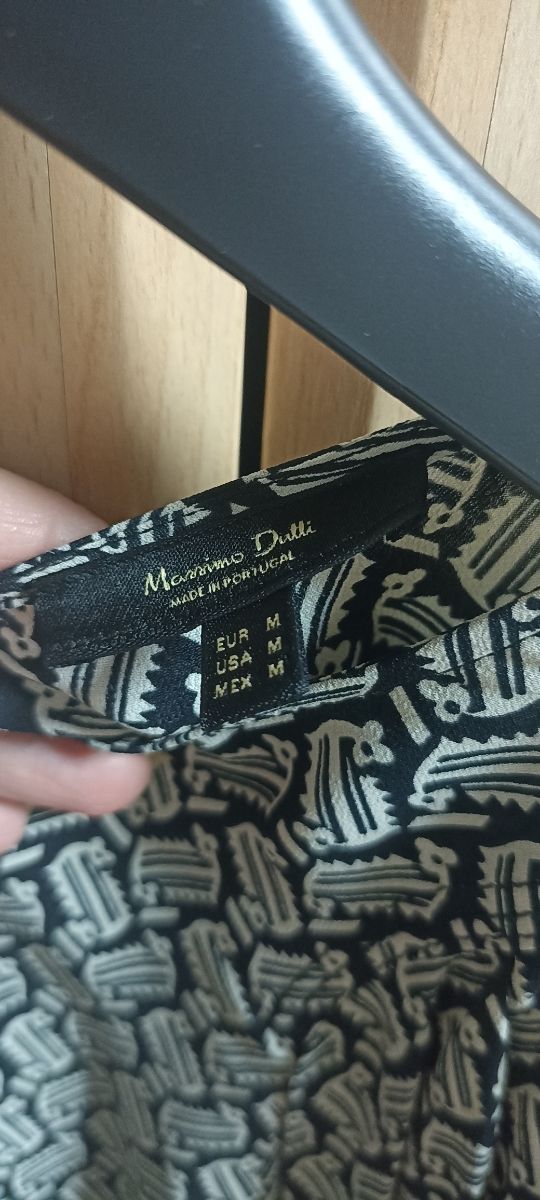 Massimo Dutti
MADE IN PORTUGAL
EUR M
USA M
MEX M